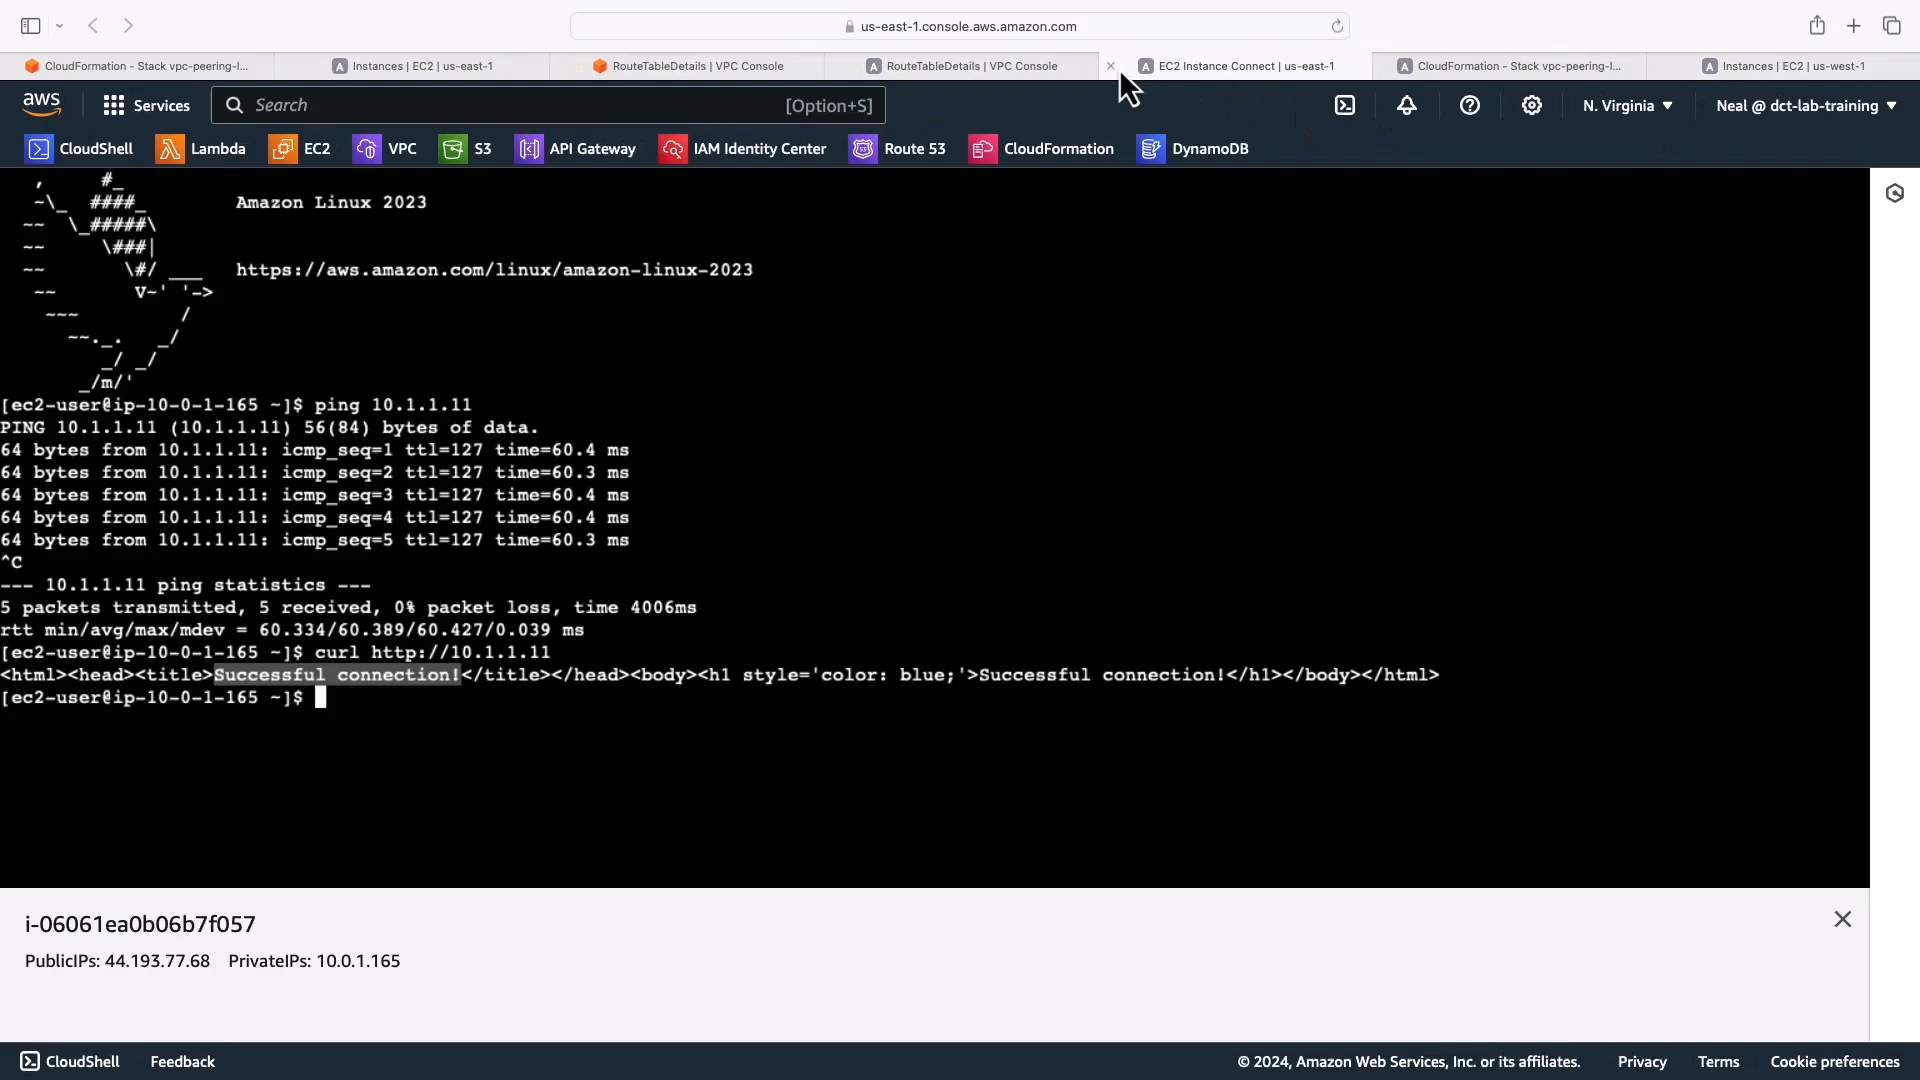 us-east-1.console.aws.amazon.com
CloudFormation - Stack vpc-peering-l...
Instances | EC2 | us-east-1
RouteTableDetails | VPC Console
RouteTableDetails | VPC Console
EC2 Instance Connect | us-east-1
CloudFormation - Stack vpc-peering-l...
Instances | EC2 | us-west-1
aws
Services
Search
[Option+S]
N. Virginia
Neal @ dct-lab-training
CloudShell
Lambda
EC2
VPC
S3
API Gateway
IAM Identity Center
Route 53
CloudFormation
DynamoDB
   ,     #_
   ~\_  ####_        Amazon Linux 2023
  ~~  \_#####\
  ~~     \###|
  ~~       \#/ ___   https://aws.amazon.com/linux/amazon-linux-2023
   ~~       V~' '->
    ~~~         /
      ~~._.   _/
         _/ _/
       _/m/'
[ec2-user@ip-10-0-1-165 ~]$ ping 10.1.1.11
PING 10.1.1.11 (10.1.1.11) 56(84) bytes of data.
64 bytes from 10.1.1.11: icmp_seq=1 ttl=127 time=60.4 ms
64 bytes from 10.1.1.11: icmp_seq=2 ttl=127 time=60.3 ms
64 bytes from 10.1.1.11: icmp_seq=3 ttl=127 time=60.4 ms
64 bytes from 10.1.1.11: icmp_seq=4 ttl=127 time=60.4 ms
64 bytes from 10.1.1.11: icmp_seq=5 ttl=127 time=60.3 ms
^C
--- 10.1.1.11 ping statistics ---
5 packets transmitted, 5 received, 0% packet loss, time 4006ms
rtt min/avg/max/mdev = 60.334/60.389/60.427/0.039 ms
[ec2-user@ip-10-0-1-165 ~]$ curl http://10.1.1.11
<html><head><title>Successful connection!</title></head><body><h1 style='color: blue;'>Successful connection!</h1></body></html>
[ec2-user@ip-10-0-1-165 ~]$
i-06061ea0b06b7f057
PublicIPs: 44.193.77.68 PrivateIPs: 10.0.1.165
CloudShell
Feedback
© 2024, Amazon Web Services, Inc. or its affiliates.
Privacy
Terms
Cookie preferences